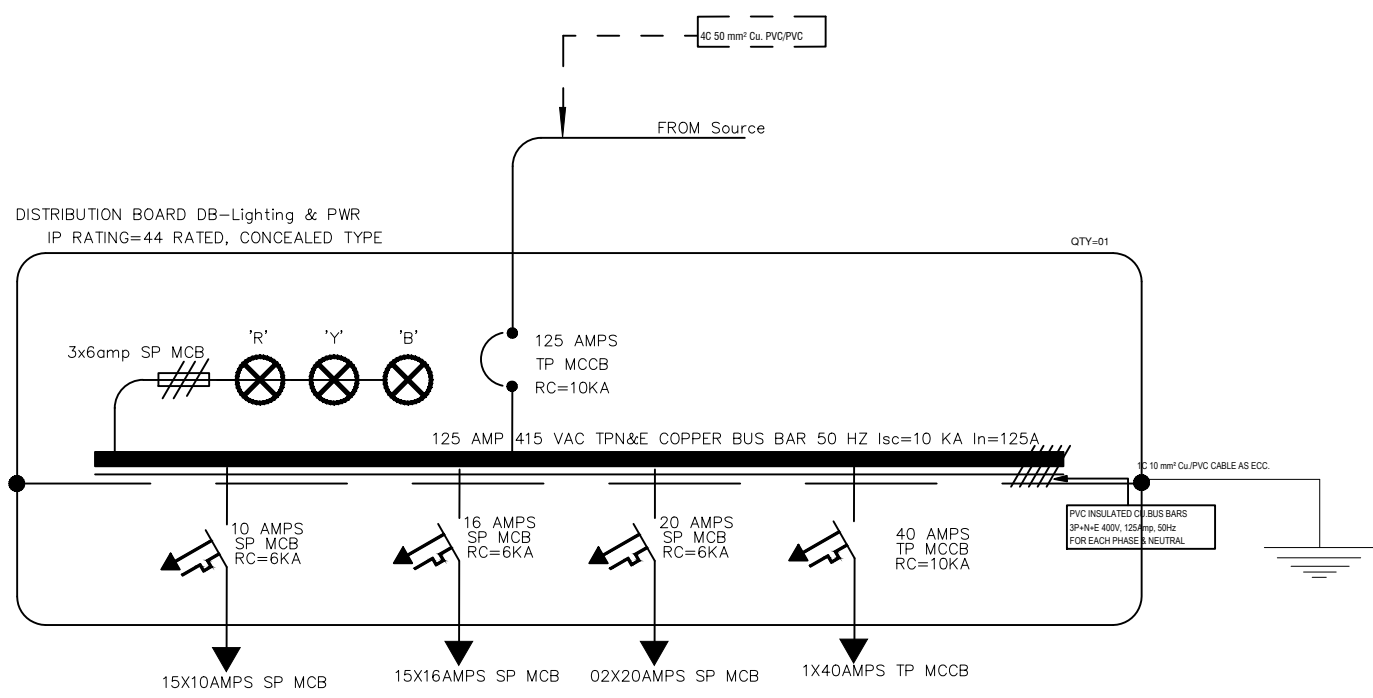 4C 50 mm² Cu. PVC/PVC
FROM Source
DISTRIBUTION BOARD DB-Lighting & PWR
IP RATING=44 RATED, CONCEALED TYPE
QTY=01
3x6amp SP MCB
'R'
'Y'
'B'
125 AMPS
TP MCCB
RC=10KA
125 AMP 415 VAC TPN&E COPPER BUS BAR 50 HZ Isc=10 KA In=125A
1C 10 mm² Cu./PVC CABLE AS ECC.
PVC INSULATED CU.BUS BARS
3P+N+E 400V, 125Amp, 50Hz
FOR EACH PHASE & NEUTRAL
10 AMPS
SP MCB
RC=6KA
16 AMPS
SP MCB
RC=6KA
20 AMPS
SP MCB
RC=6KA
40 AMPS
TP MCCB
RC=10KA
15X10AMPS SP MCB
15X16AMPS SP MCB
02X20AMPS SP MCB
1X40AMPS TP MCCB